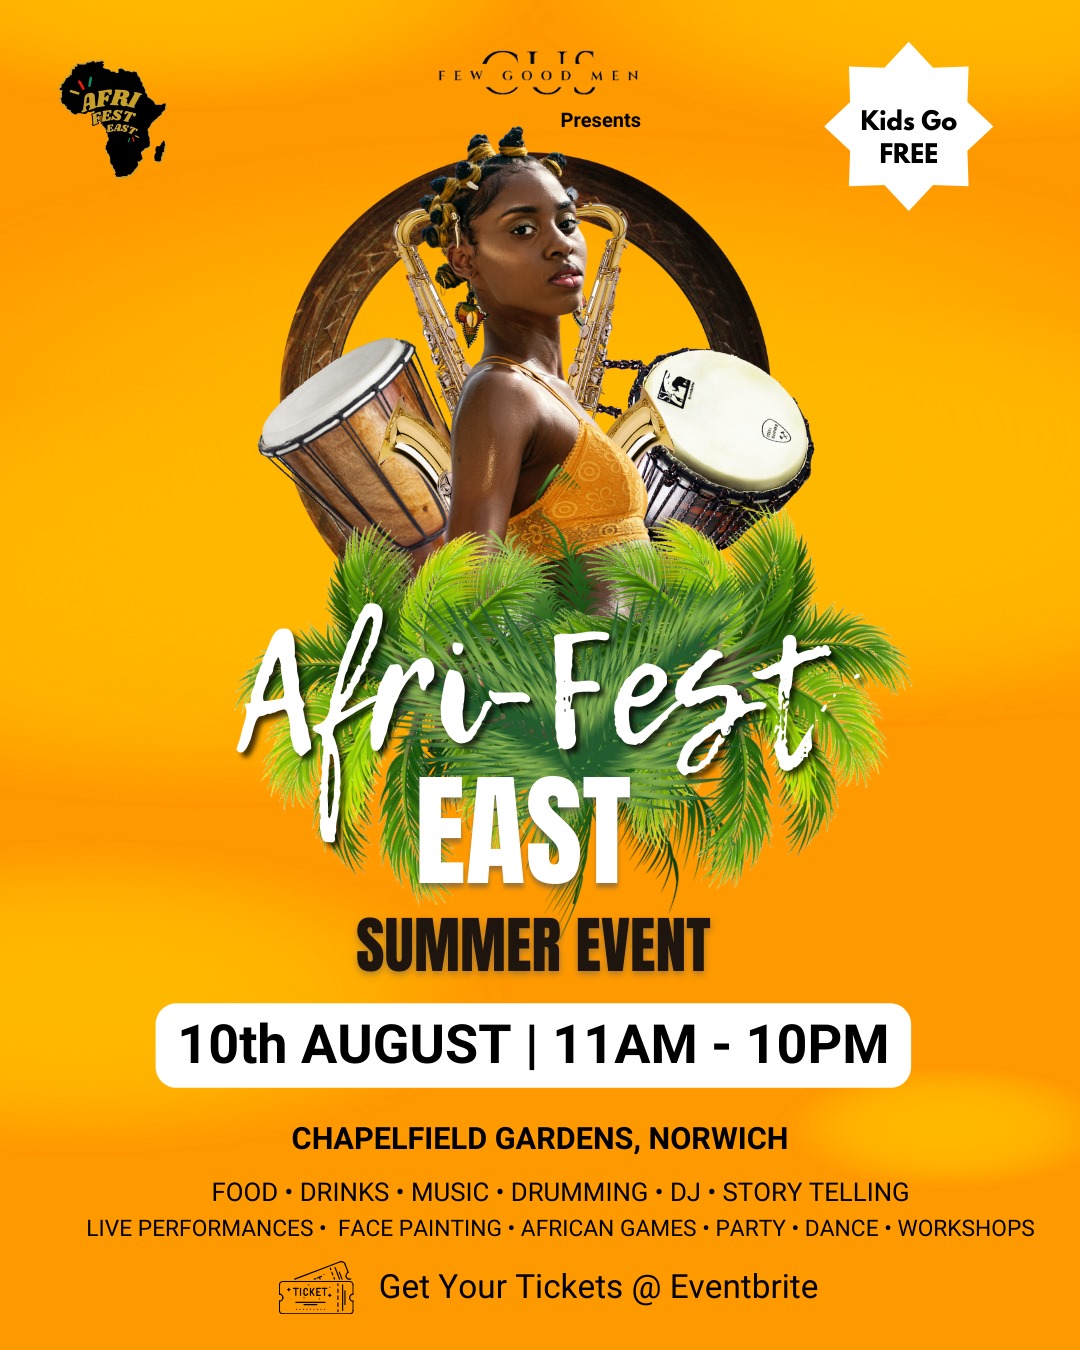 AFRI
FEST
EAST
FEW GOOD MEN
Presents
Kids Go
FREE
Afri-Fest
EAST
SUMMER EVENT
10th AUGUST | 11AM - 10PM
CHAPELFIELD GARDENS, NORWICH
FOOD • DRINKS • MUSIC • DRUMMING • DJ • STORY TELLING
LIVE PERFORMANCES • FACE PAINTING • AFRICAN GAMES • PARTY • DANCE • WORKSHOPS
TICKET
Get Your Tickets @ Eventbrite